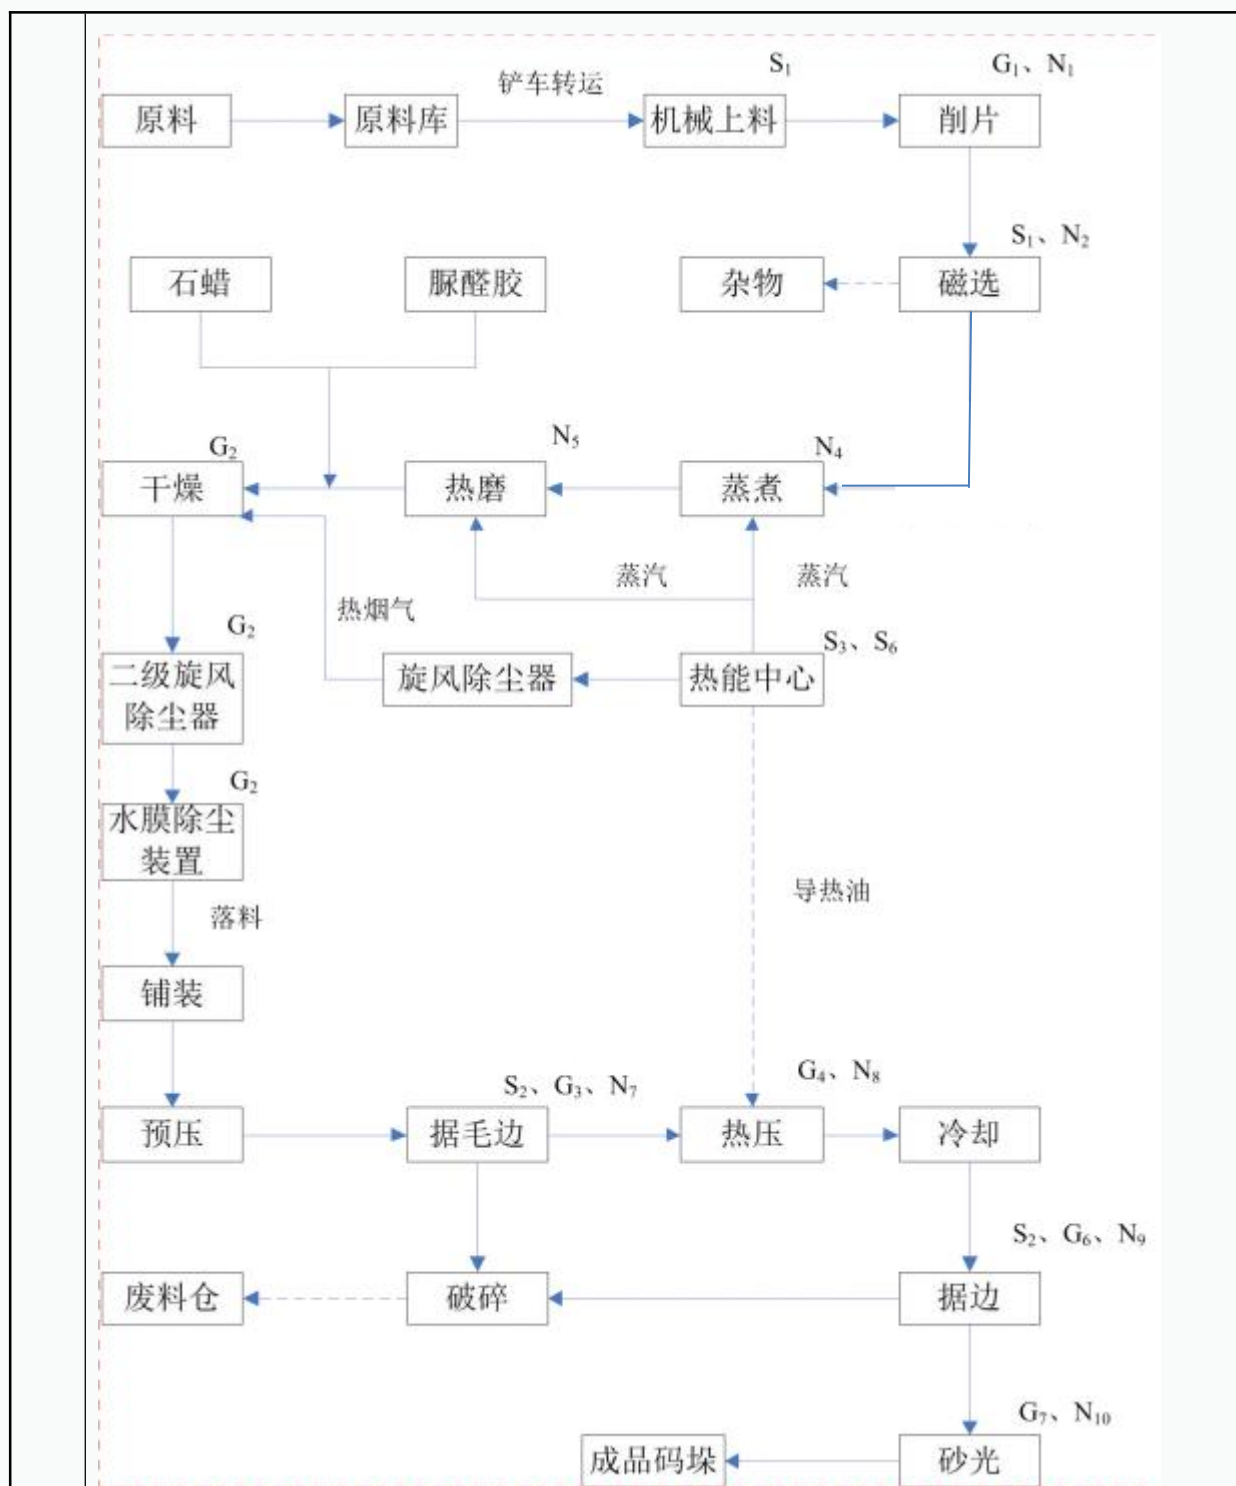 铲车转运
S₁
G₁、N₁
原料
原料库
机械上料
削片
S₁、N₂
石蜡
脲醛胶
杂物
磁选
G₂
N₅
N₄
干燥
热磨
蒸煮
蒸汽
蒸汽
热烟气
G₂
S₃、S₆
二级旋风
除尘器
旋风除尘器
热能中心
G₂
水膜除尘
装置
导热油
落料
铺装
S₂、G₃、N₇
G₄、N₈
预压
据毛边
热压
冷却
S₂、G₆、N₉
废料仓
破碎
据边
G₇、N₁₀
成品码垛
砂光